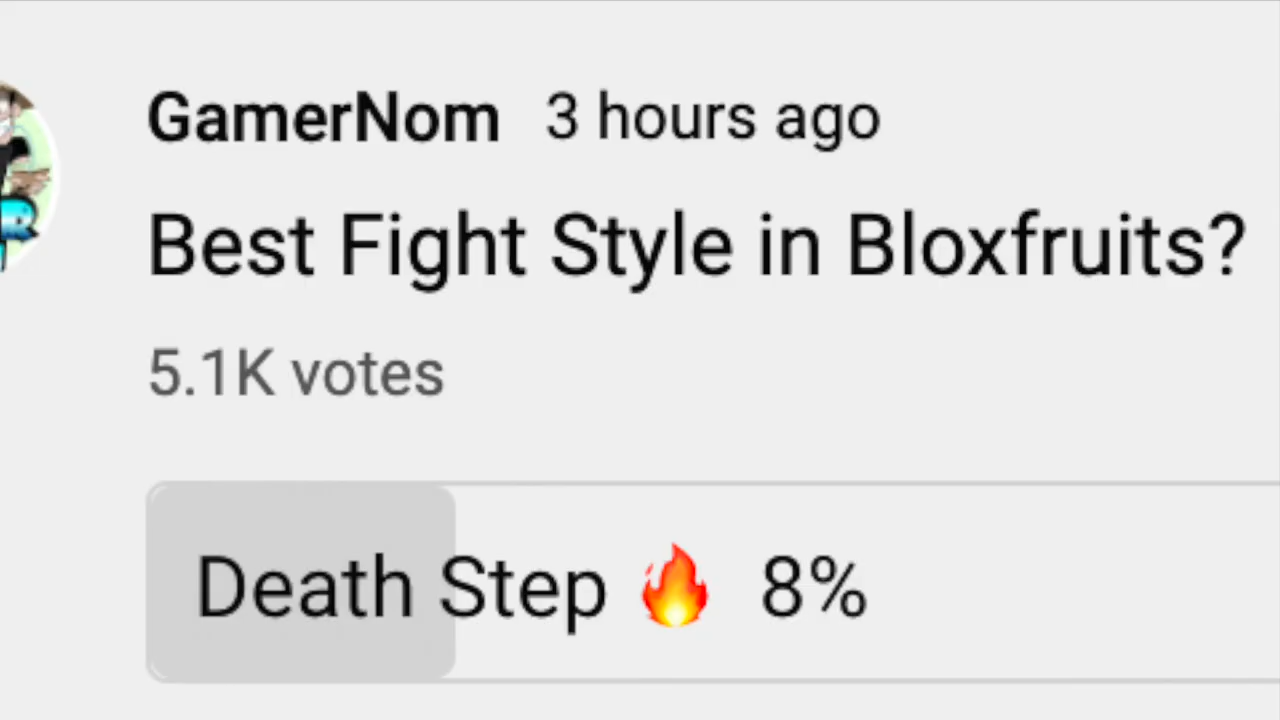 GamerNom 3 hours ago
Best Fight Style in Bloxfruits?
5.1K votes
Death Step 🔥 8%